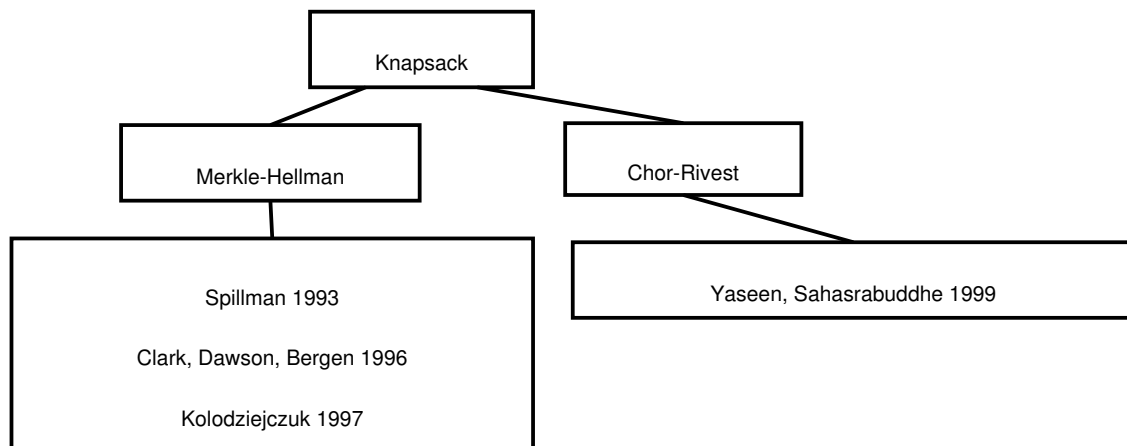 Knapsack
Merkle-Hellman
Chor-Rivest
Spillman 1993
Yaseen, Sahasrabuddhe 1999
Clark, Dawson, Bergen 1996
Kolodziejczuk 1997